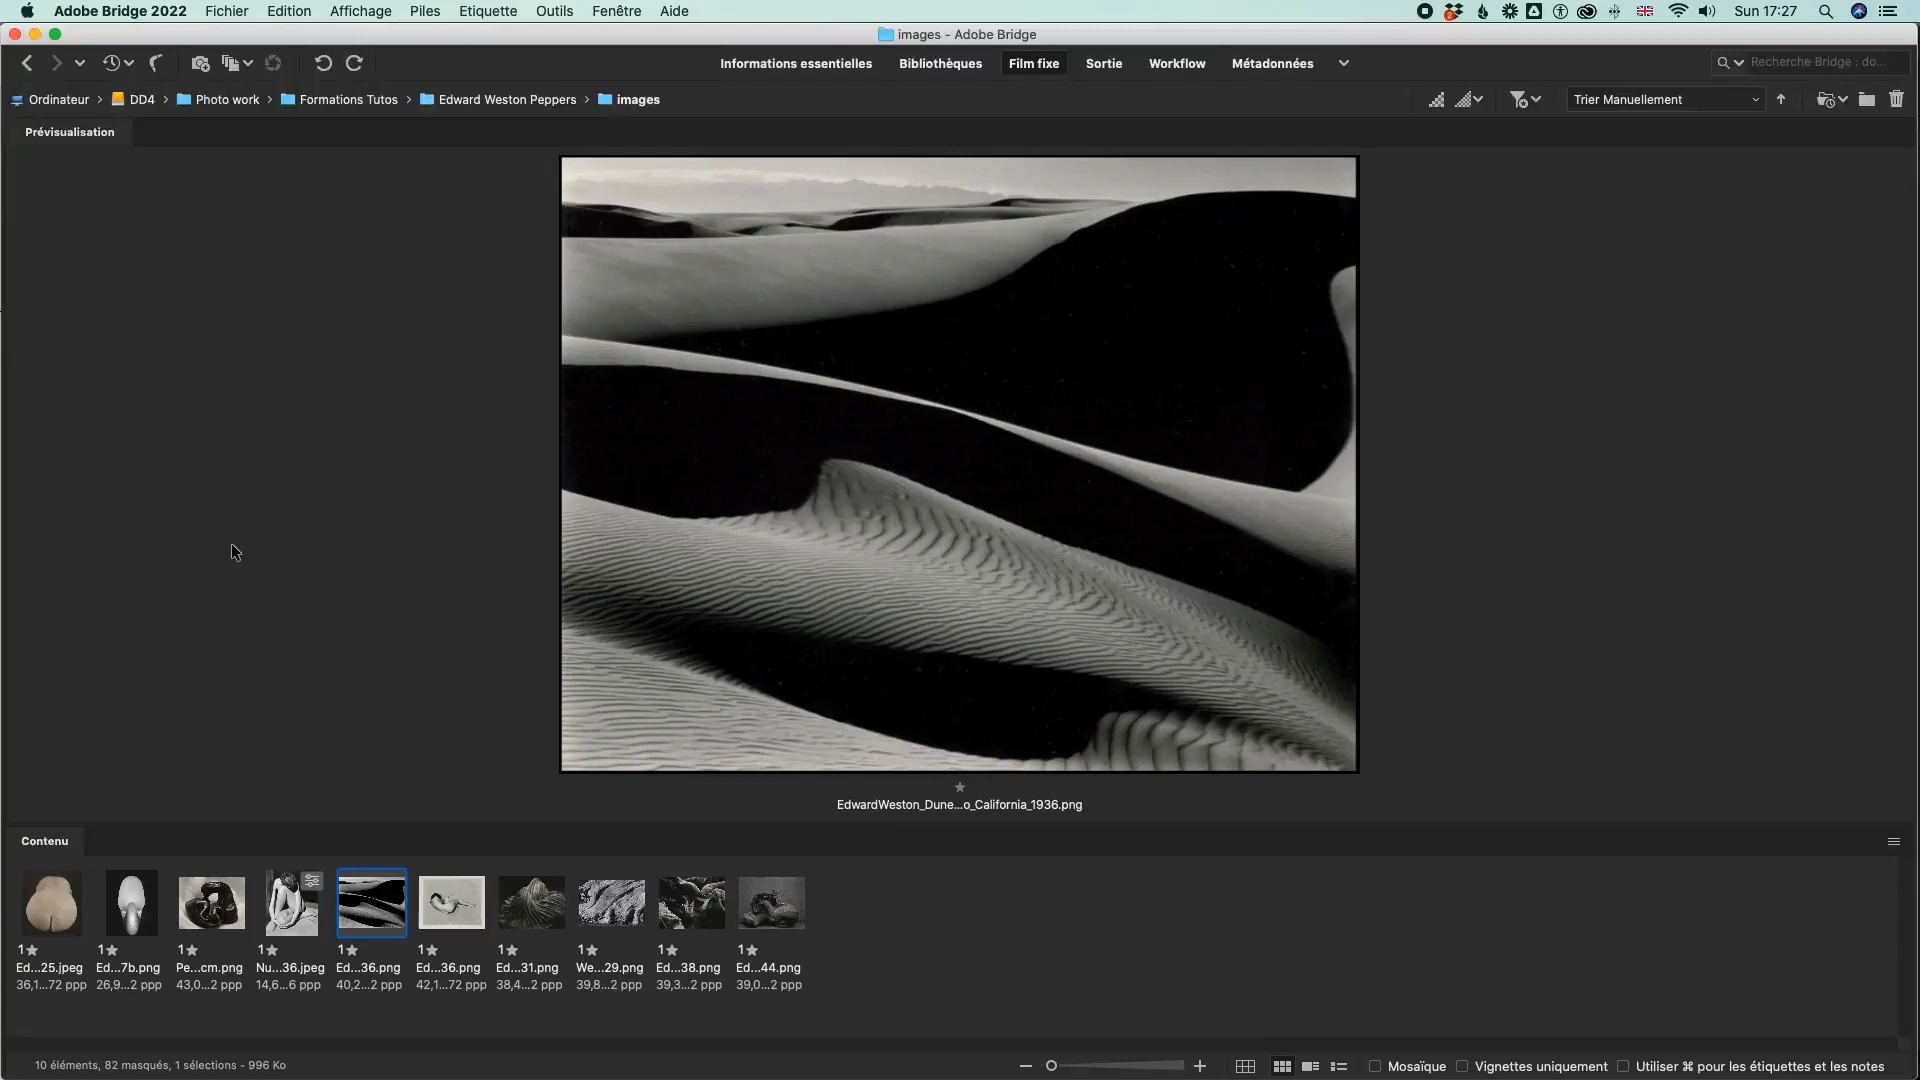 Adobe Bridge 2022 Fichier Edition Affichage Piles Etiquette Outils Fenêtre Aide Sun 17:27
images - Adobe Bridge
Informations essentielles Bibliothèques Film fixe Sortie Workflow Métadonnées Recherche Bridge : do...
Ordinateur DD4 Photo work Formations Tutos Edward Weston Peppers images Trier Manuellement
Prévisualisation
EdwardWeston_Dune...o_California_1936.png
Contenu
1 1 1 1 1 1 1 1 1 1
Ed...25.jpeg Ed...7b.png Pe...cm.png Nu...36.jpeg Ed...36.png Ed...36.png Ed...31.png We...29.png Ed...38.png Ed...44.png
36,1...72 ppp 26,9...2 ppp 43,0...2 ppp 14,6...6 ppp 40,2...2 ppp 42,1...72 ppp 38,4...2 ppp 39,8...2 ppp 39,3...2 ppp 39,0...2 ppp
10 éléments, 82 masqués, 1 sélections - 996 Ko Mosaïque Vignettes uniquement Utiliser ⌘ pour les étiquettes et les notes